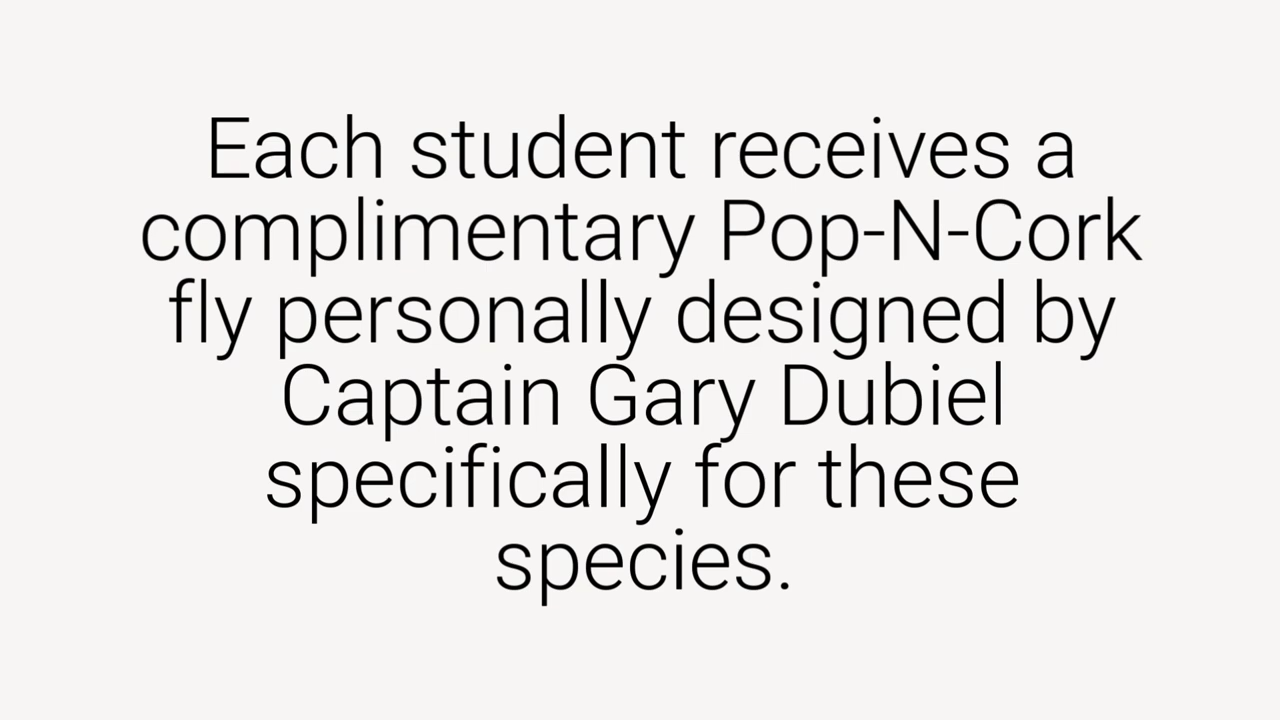 Each student receives a
complimentary Pop-N-Cork
fly personally designed by
Captain Gary Dubiel
specifically for these
species.